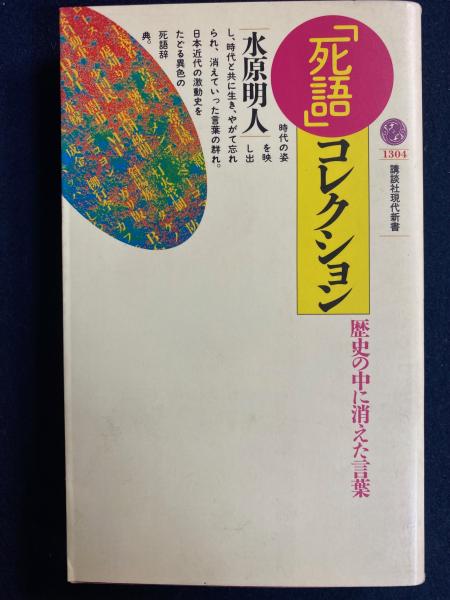 「死語」
コレクション
歴史の中に消えた言葉
1304
講談社現代新書
水原明人
時代の姿
を映し出
し、時代と共に生き、やがて忘れ
られ、消えていった言葉の群れ。
日本近代の激動史を
たどる異色の
死語辞
典。